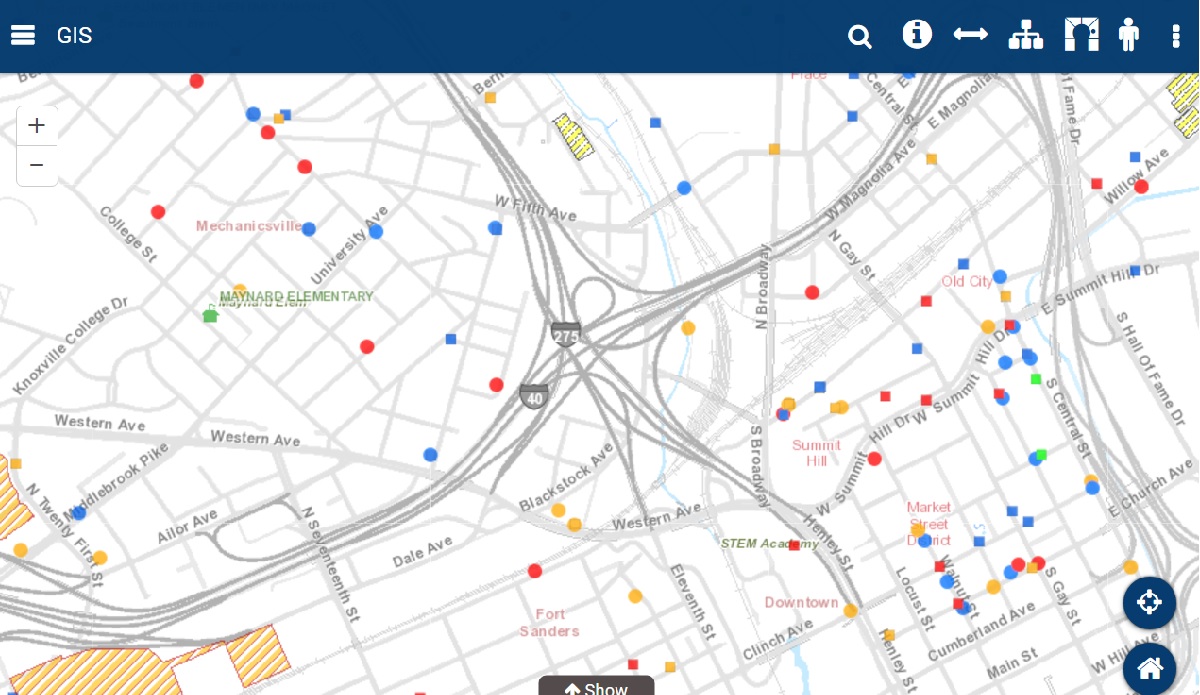 GIS
Bern
Place
Central St
E Magnolia
Of Fame Dr
W Magnolia Ave
Willow Ave
W Fifth Ave
College St
Mechanicsville
University Ave
N Gay St
N Broadway
Old City
E Summit Hill Dr
MAYNARD ELEMENTARY
Maynard Elem
Knoxville College Dr
275
40
S Hall Of Fame Dr
Western Ave
Western Ave
S Broadway
W Summit Hill Dr
S Central St
Summit
Hill
Hill Dr
W Summit
Middlebrook Pike
N Twenty First St
Blackstock Ave
E Church Ave
Ailor Ave
N Seventeenth St
Western Ave
Market
Street
District
STEM Academy
Henley St
Dale Ave
Eleventh St
Locust St
Walnut St
S Gay St
Downtown
Fort
Sanders
Clinch Ave
Cumberland Ave
Henley St
Main St
W Hill Ave
Show